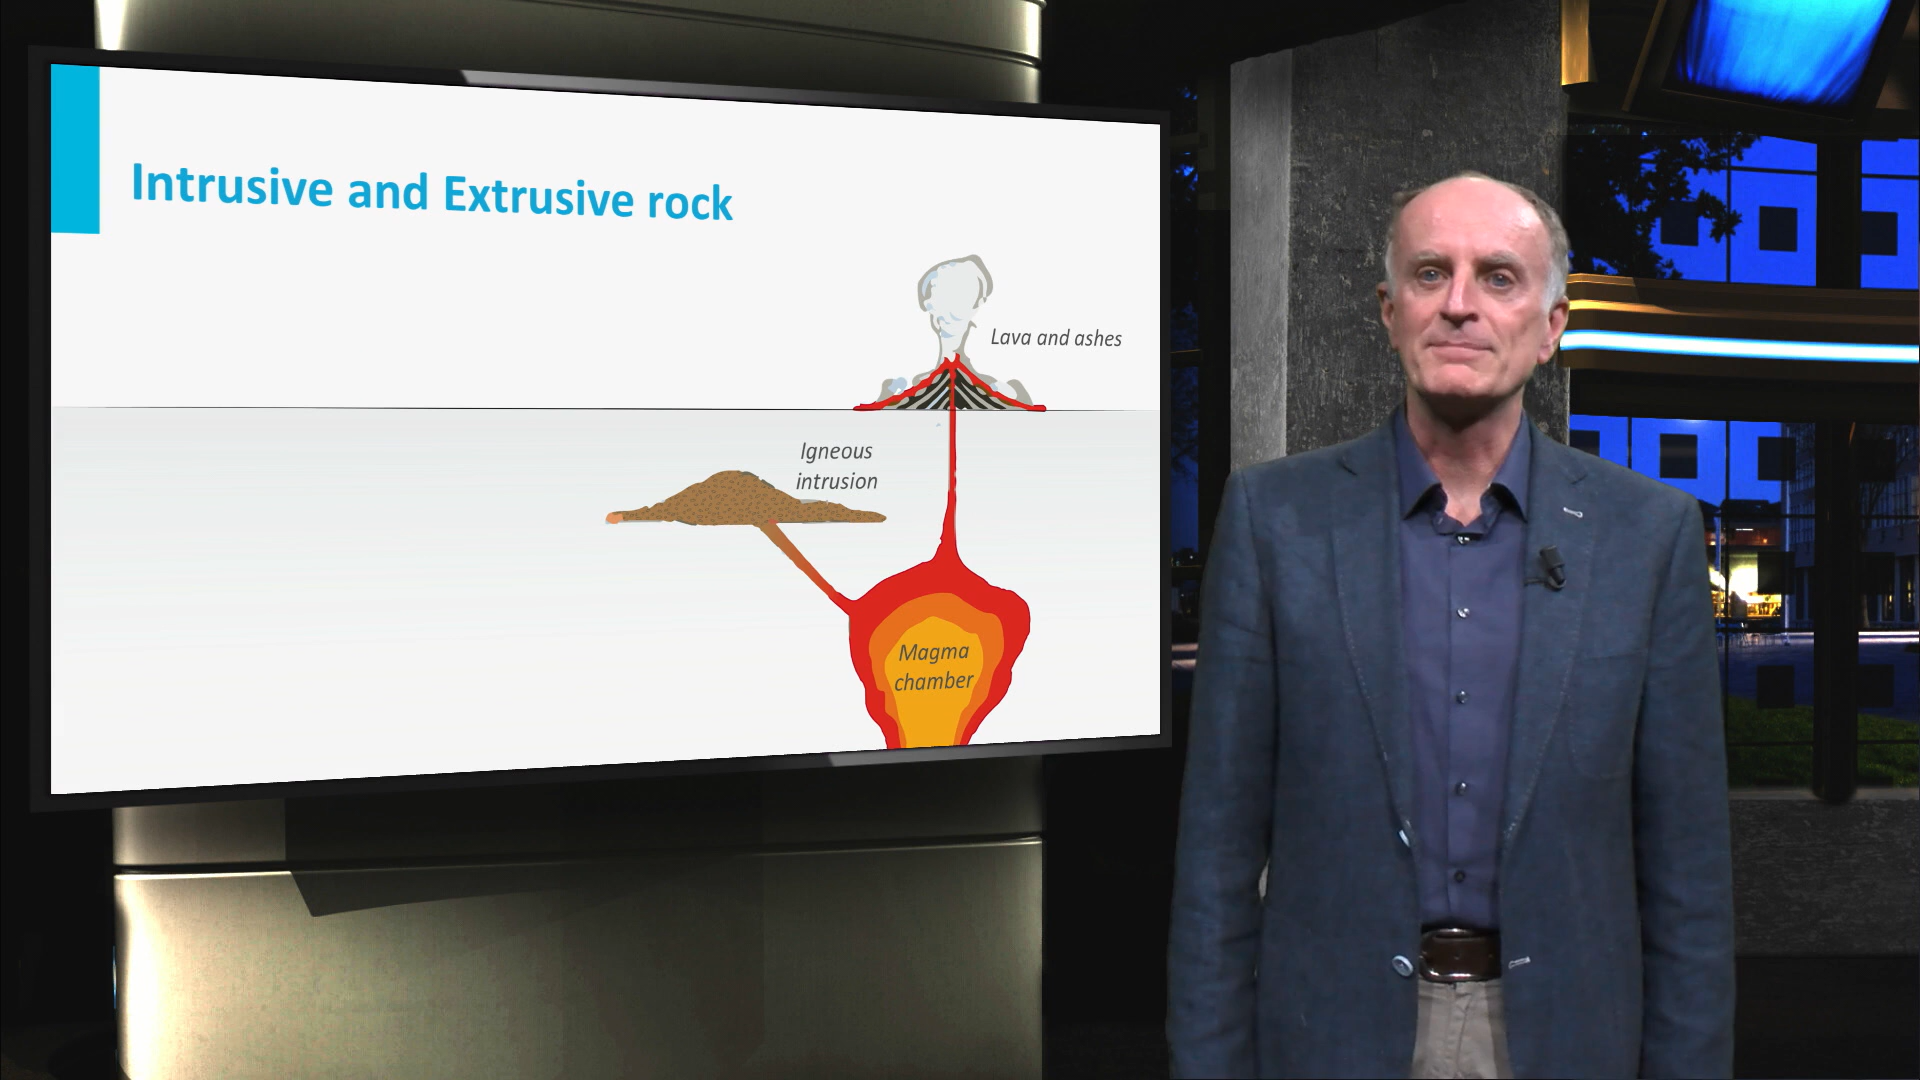 Intrusive and Extrusive rock
Lava and ashes
Igneous
intrusion
Magma
chamber